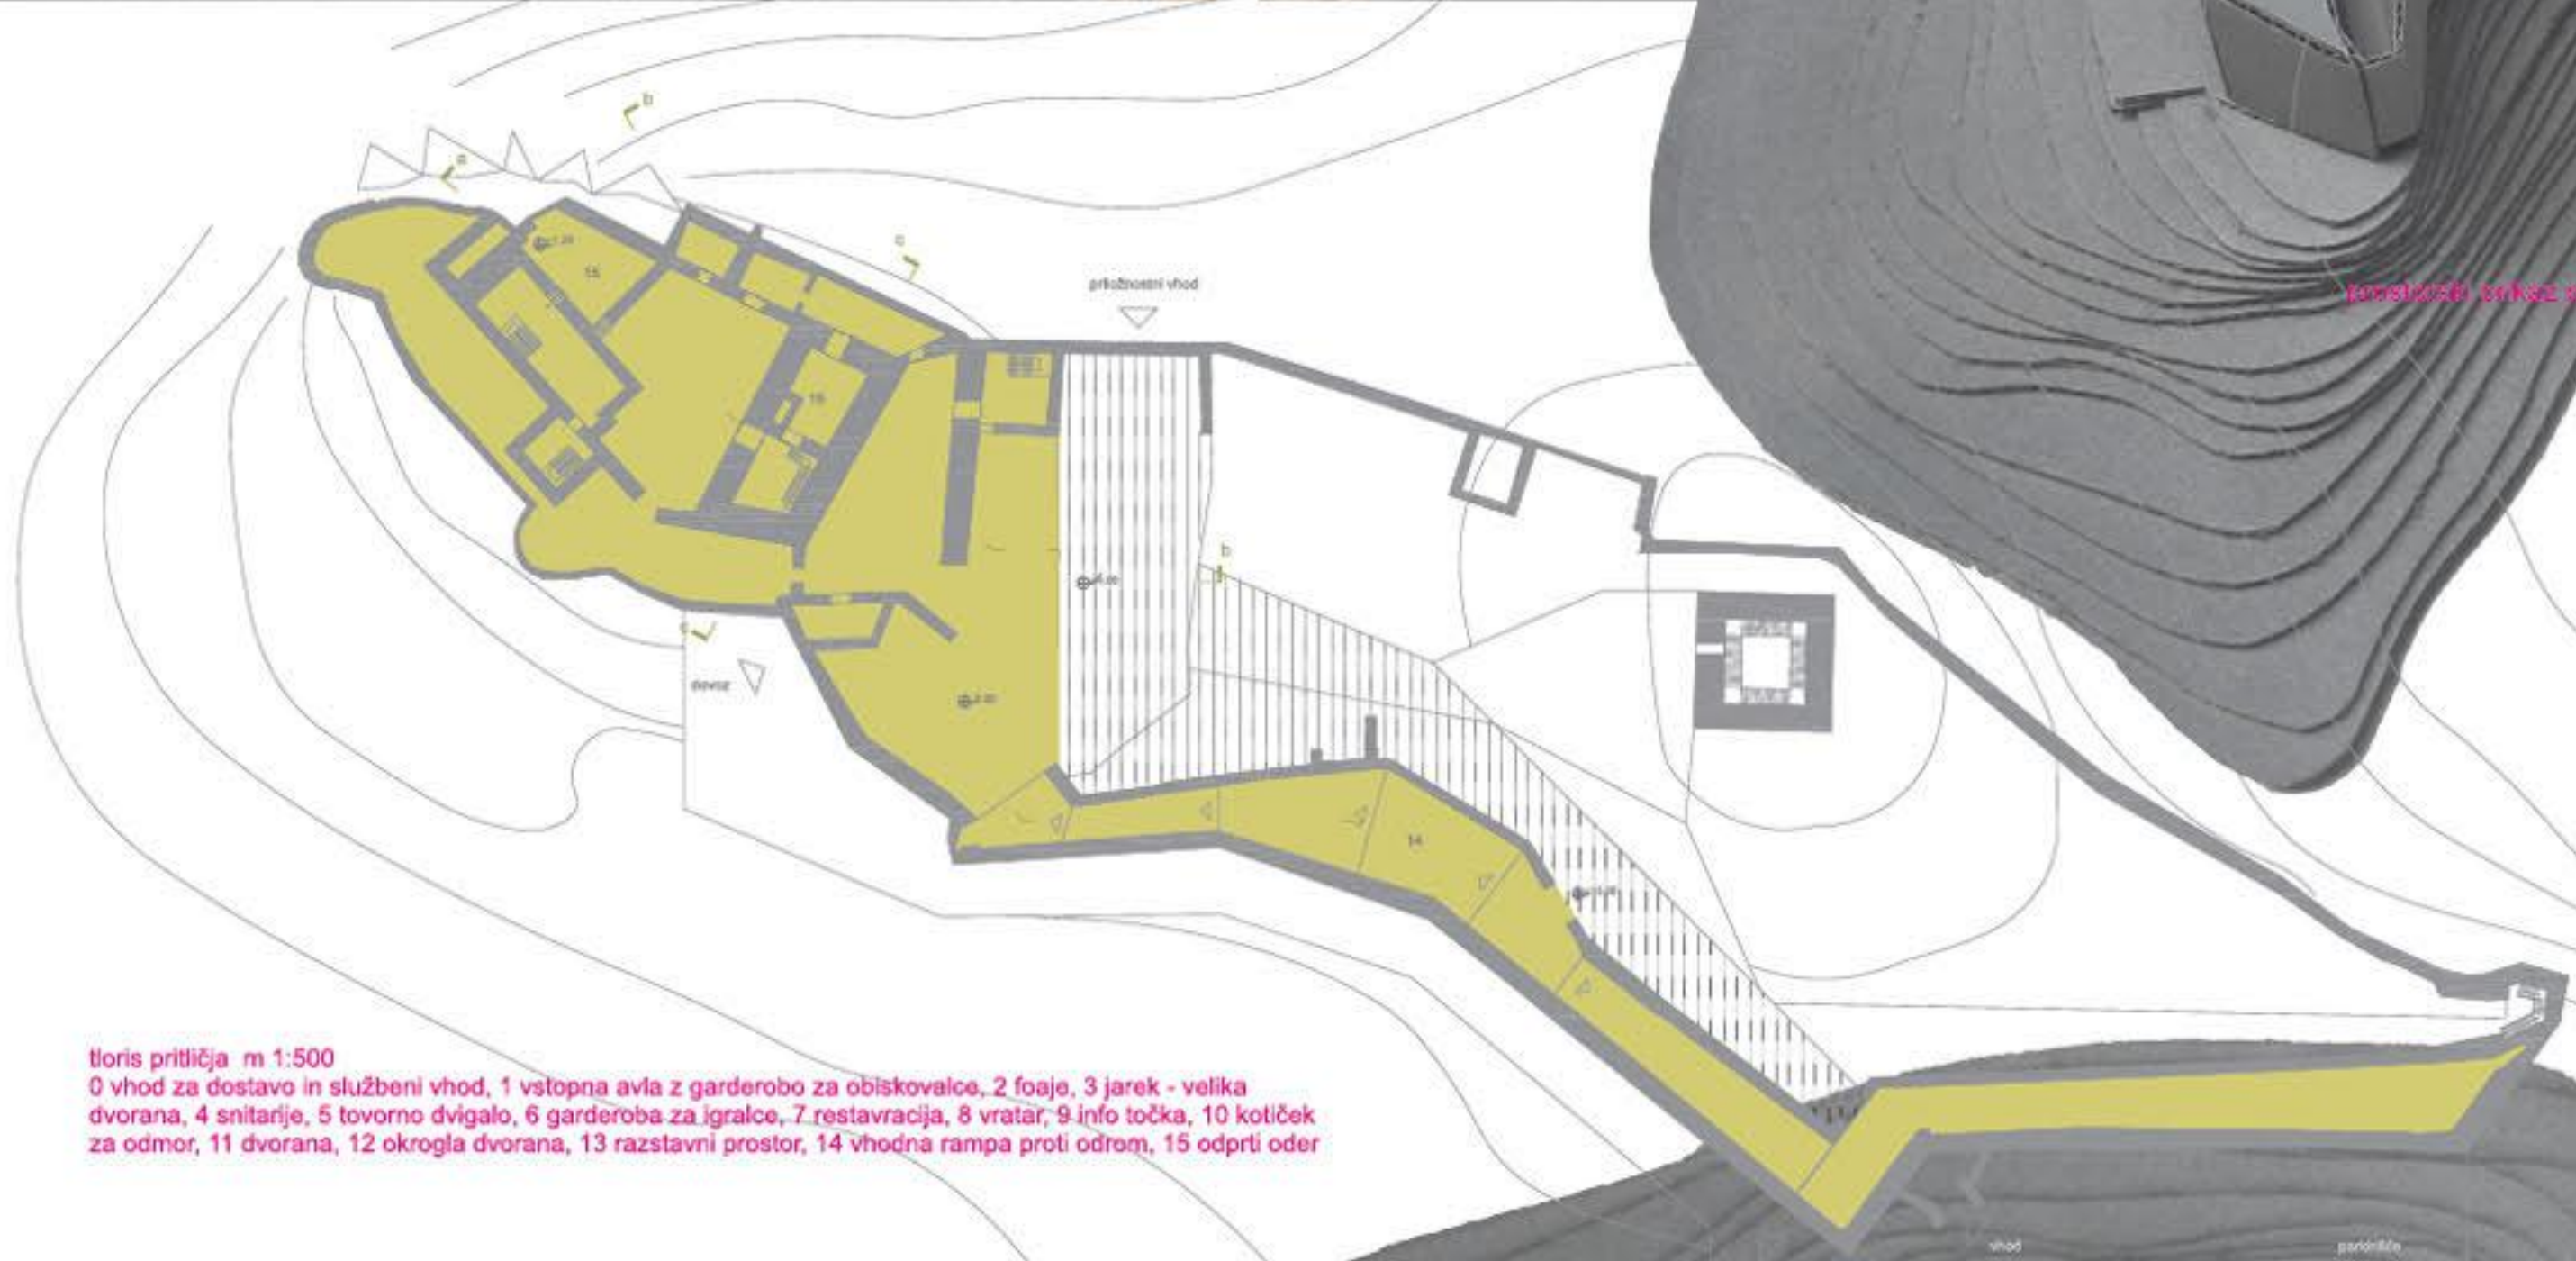 b
a
c
priložnostni vhod
15
16
b
c
dovoz
14
prostorski prikaz
tloris pritličja m 1:500
0 vhod za dostavo in službeni vhod, 1 vstopna avla z garderobo za obiskovalce, 2 foaje, 3 jarek - velika
dvorana, 4 snitarije, 5 tovorno dvigalo, 6 garderoba za igralce, 7 restavracija, 8 vratar, 9 info točka, 10 kotiček
za odmor, 11 dvorana, 12 okrogla dvorana, 13 razstavni prostor, 14 vhodna rampa proti odrom, 15 odprti oder
vhod
parkirišče